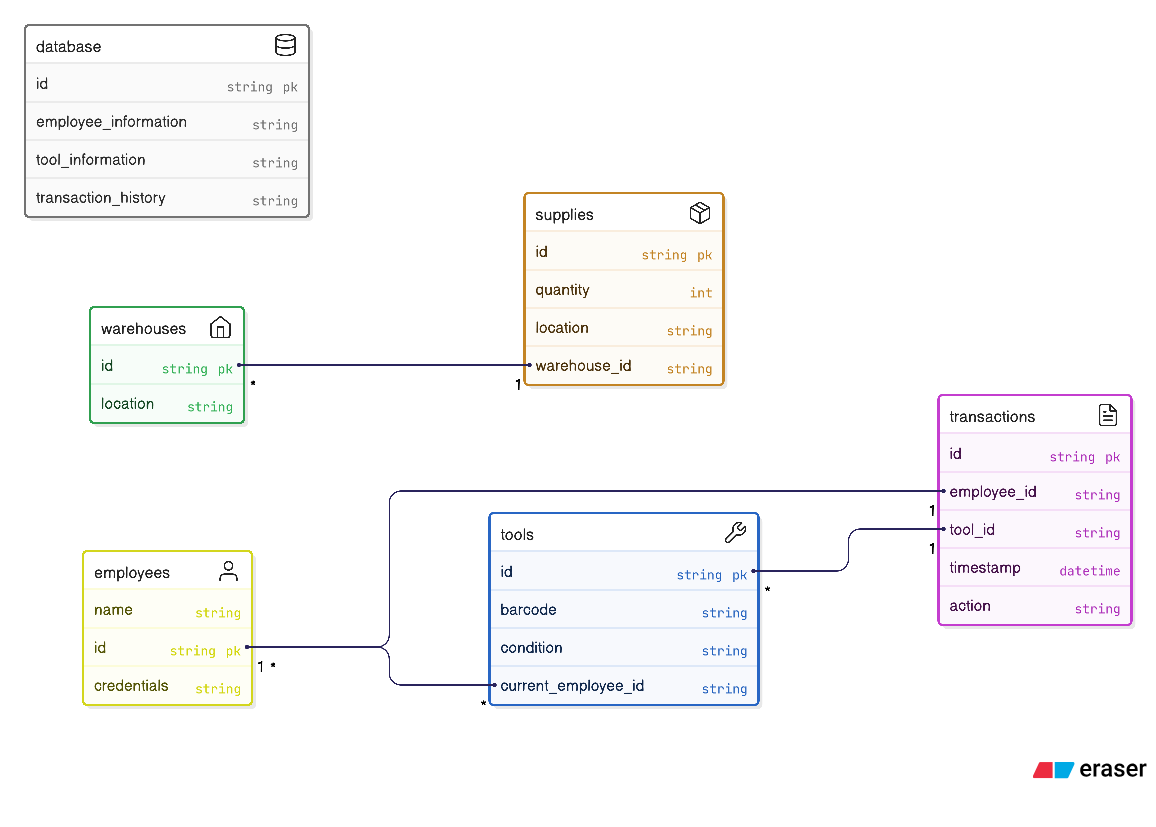 database
id string pk
employee_information string
tool_information string
transaction_history string
supplies
id string pk
quantity int
location string
warehouse_id string
warehouses
id string pk
location string
*
1
transactions
id string pk
employee_id string
tool_id string
timestamp datetime
action string
1
1
tools
id string pk
barcode string
condition string
current_employee_id string
*
*
employees
name string
id string pk
credentials string
1 *
eraser